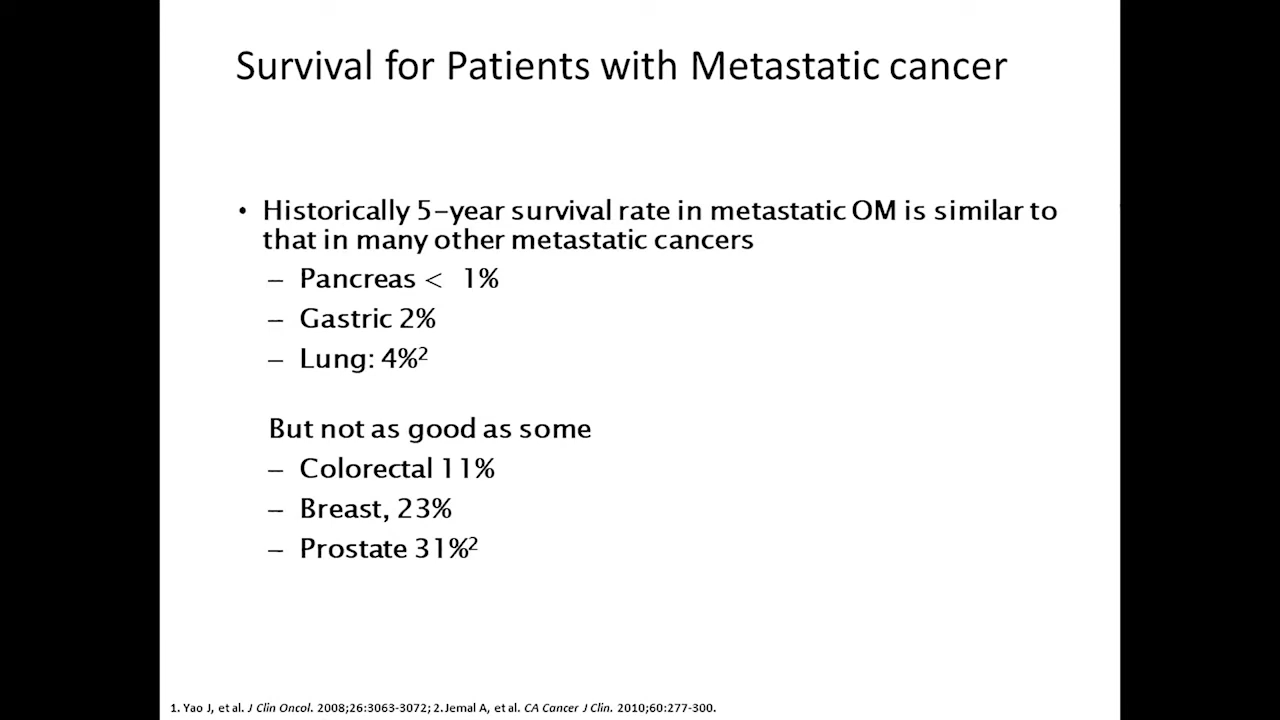 Survival for Patients with Metastatic cancer
• Historically 5-year survival rate in metastatic OM is similar to
that in many other metastatic cancers
– Pancreas < 1%
– Gastric 2%
– Lung: 4%²
But not as good as some
– Colorectal 11%
– Breast, 23%
– Prostate 31%²
1. Yao J, et al. J Clin Oncol. 2008;26:3063-3072; 2. Jemal A, et al. CA Cancer J Clin. 2010;60:277-300.